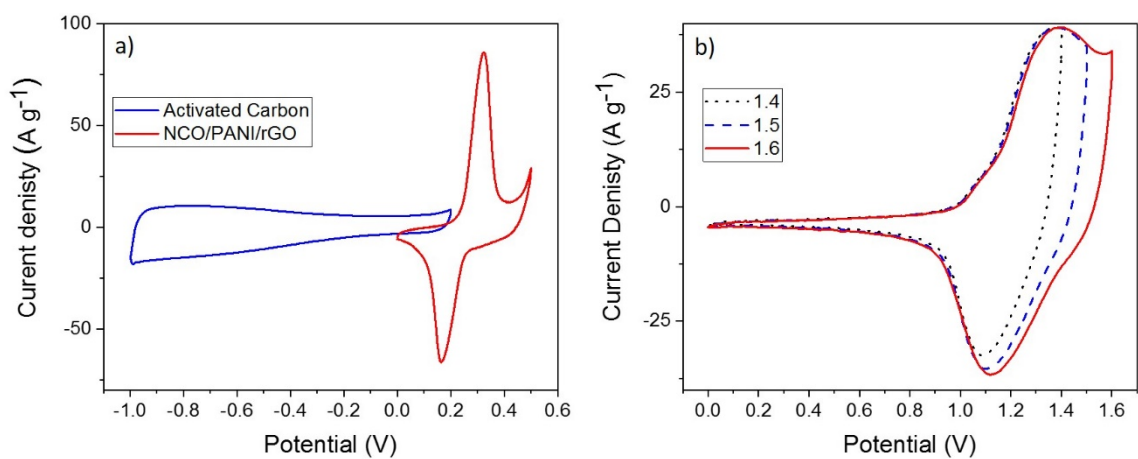 a)
Current denisty (A g⁻¹)
100
50
0
-50
Activated Carbon
NCO/PANI/rGO
-1.0 -0.8 -0.6 -0.4 -0.2 0.0 0.2 0.4 0.6
Potential (V)
b)
Current Denisty (A g⁻¹)
25
0
-25
1.4
1.5
1.6
0.0 0.2 0.4 0.6 0.8 1.0 1.2 1.4 1.6
Potential (V)